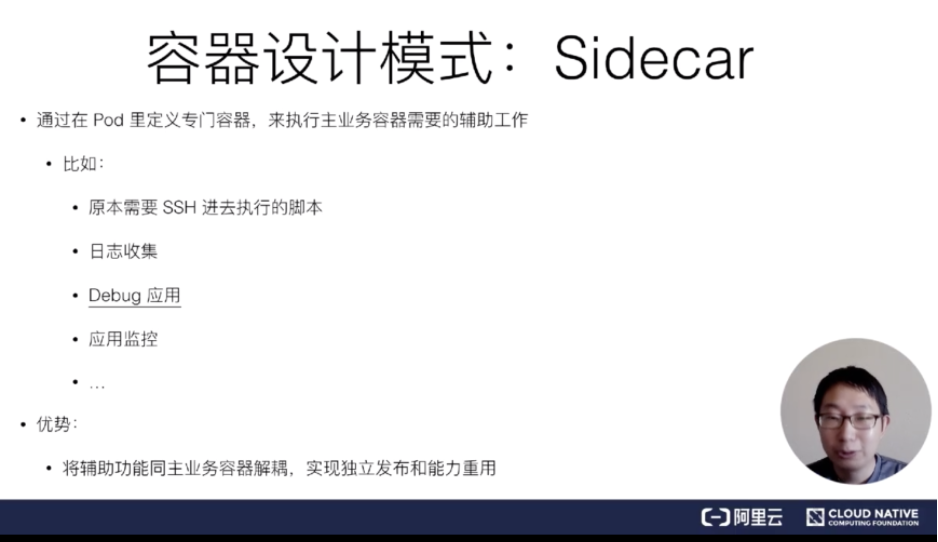 容器设计模式：Sidecar
• 通过在 Pod 里定义专门容器，来执行主业务容器需要的辅助工作
• 比如：
• 原本需要 SSH 进去执行的脚本
• 日志收集
• Debug 应用
• 应用监控
• …
• 优势：
• 将辅助功能同主业务容器解耦，实现独立发布和能力重用
阿里云
CLOUD NATIVE
COMPUTING FOUNDATION